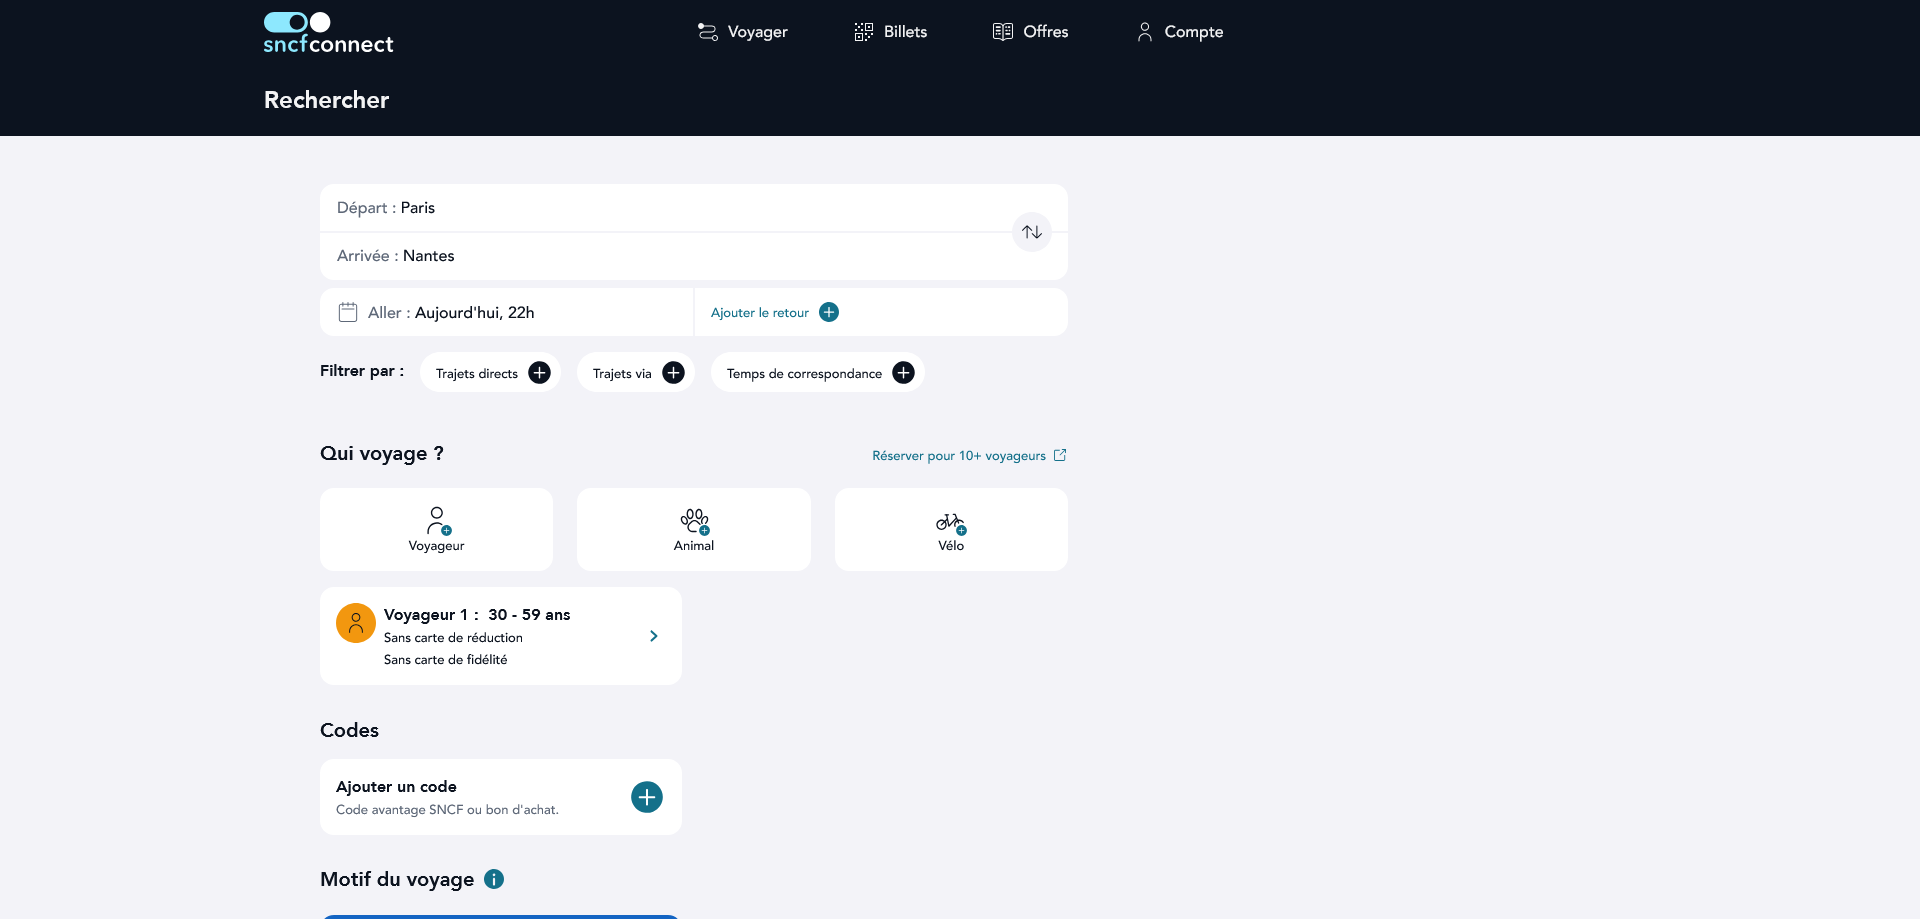 sncfconnect
Voyager
Billets
Offres
Compte
Rechercher
Départ : Paris
Arrivée : Nantes
Aller : Aujourd'hui, 22h
Ajouter le retour
Filtrer par :
Trajets directs
Trajets via
Temps de correspondance
Qui voyage ?
Réserver pour 10+ voyageurs
Voyageur
Animal
Vélo
Voyageur 1 : 30 - 59 ans
Sans carte de réduction
Sans carte de fidélité
Codes
Ajouter un code
Code avantage SNCF ou bon d'achat.
Motif du voyage